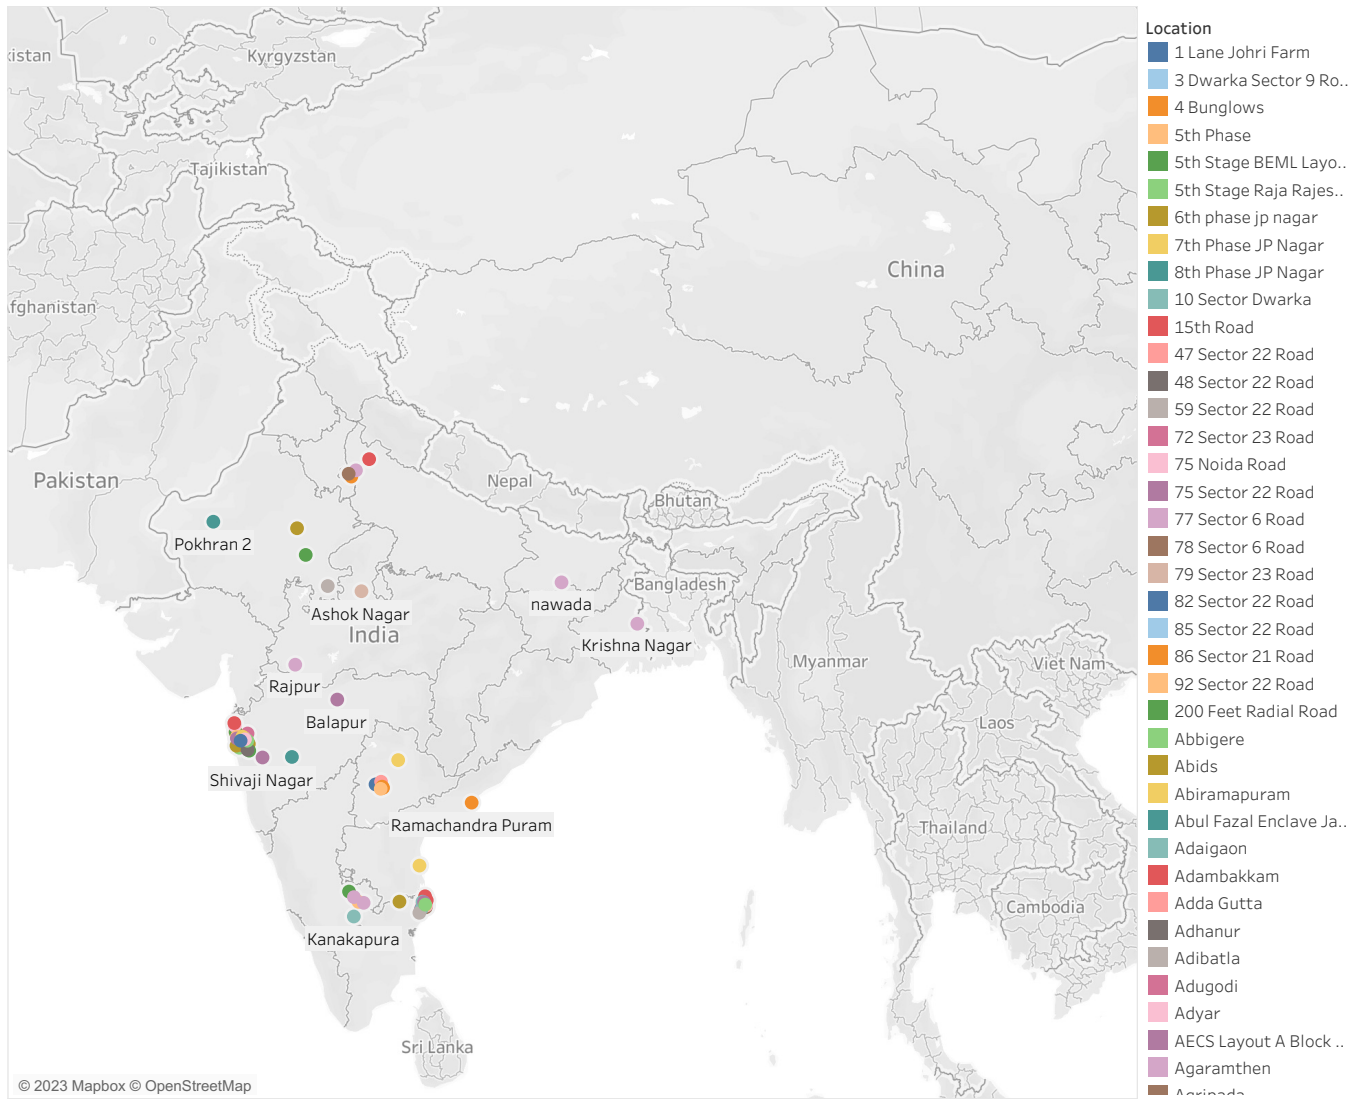 kistan
Kyrgyzstan
Tajikistan
fghanistan
China
Pakistan
Nepal
Bhutan
Pokhran 2
Bangladesh
nawada
Ashok Nagar
India
Krishna Nagar
Myanmar
Viet Nam
Rajpur
Balapur
Laos
Shivaji Nagar
Ramachandra Puram
Thailand
Cambodia
Kanakapura
Sri Lanka
© 2023 Mapbox © OpenStreetMap
Location
1 Lane Johri Farm
3 Dwarka Sector 9 Ro..
4 Bunglows
5th Phase
5th Stage BEML Layo..
5th Stage Raja Rajes..
6th phase jp nagar
7th Phase JP Nagar
8th Phase JP Nagar
10 Sector Dwarka
15th Road
47 Sector 22 Road
48 Sector 22 Road
59 Sector 22 Road
72 Sector 23 Road
75 Noida Road
75 Sector 22 Road
77 Sector 6 Road
78 Sector 6 Road
79 Sector 23 Road
82 Sector 22 Road
85 Sector 22 Road
86 Sector 21 Road
92 Sector 22 Road
200 Feet Radial Road
Abbigere
Abids
Abiramapuram
Abul Fazal Enclave Ja..
Adaigaon
Adambakkam
Adda Gutta
Adhanur
Adibatla
Adugodi
Adyar
AECS Layout A Block ..
Agaramthen